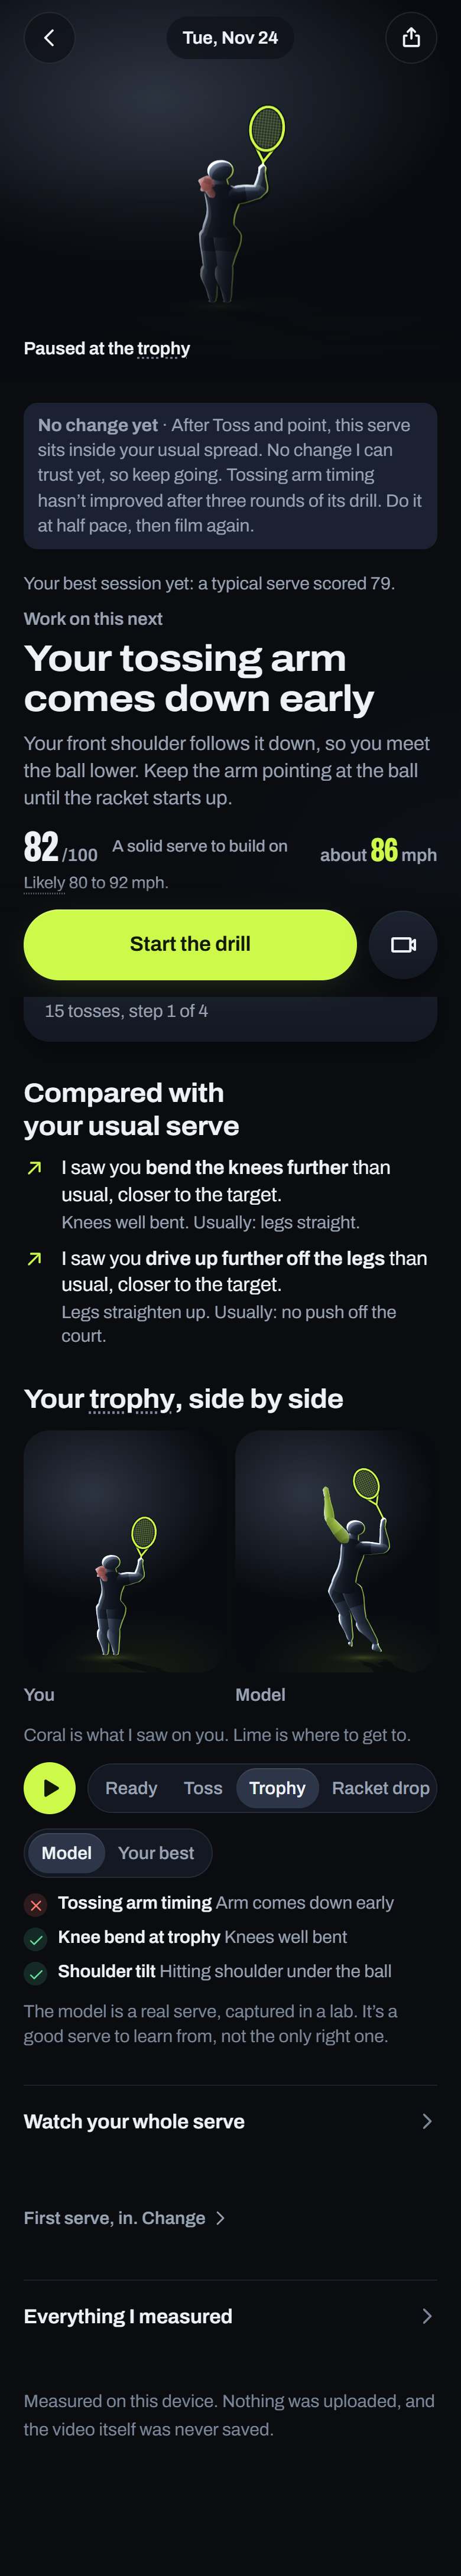 Tue, Nov 24
Paused at the trophy
No change yet · After Toss and point, this serve
sits inside your usual spread. No change I can
trust yet, so keep going. Tossing arm timing
hasn’t improved after three rounds of its drill. Do it
at half pace, then film again.
Your best session yet: a typical serve scored 79.
Work on this next
Your tossing arm
comes down early
Your front shoulder follows it down, so you meet
the ball lower. Keep the arm pointing at the ball
until the racket starts up.
82/100 A solid serve to build on about 86 mph
Likely 80 to 92 mph.
Start the drill
15 tosses, step 1 of 4
Compared with
your usual serve
I saw you bend the knees further than
usual, closer to the target.
Knees well bent. Usually: legs straight.
I saw you drive up further off the legs than
usual, closer to the target.
Legs straighten up. Usually: no push off the
court.
Your trophy, side by side
You Model
Coral is what I saw on you. Lime is where to get to.
Ready Toss Trophy Racket drop
Model Your best
Tossing arm timing Arm comes down early
Knee bend at trophy Knees well bent
Shoulder tilt Hitting shoulder under the ball
The model is a real serve, captured in a lab. It’s a
good serve to learn from, not the only right one.
Watch your whole serve
First serve, in. Change
Everything I measured
Measured on this device. Nothing was uploaded, and
the video itself was never saved.